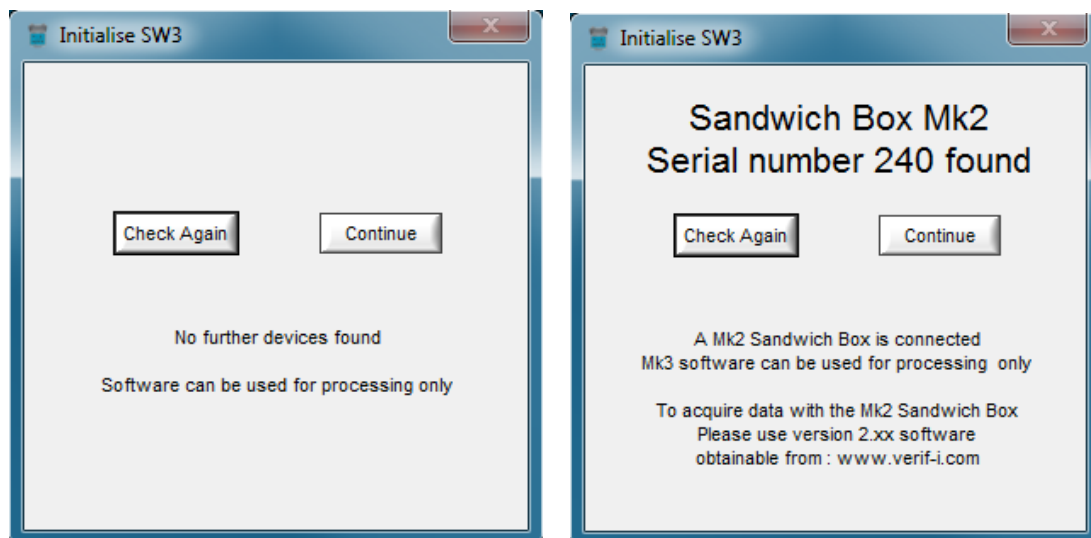 Initialise SW3
Check Again
Continue
No further devices found
Software can be used for processing only
Initialise SW3
Sandwich Box Mk2
Serial number 240 found
Check Again
Continue
A Mk2 Sandwich Box is connected
Mk3 software can be used for processing only
To acquire data with the Mk2 Sandwich Box
Please use version 2.xx software
obtainable from : www.verif-i.com